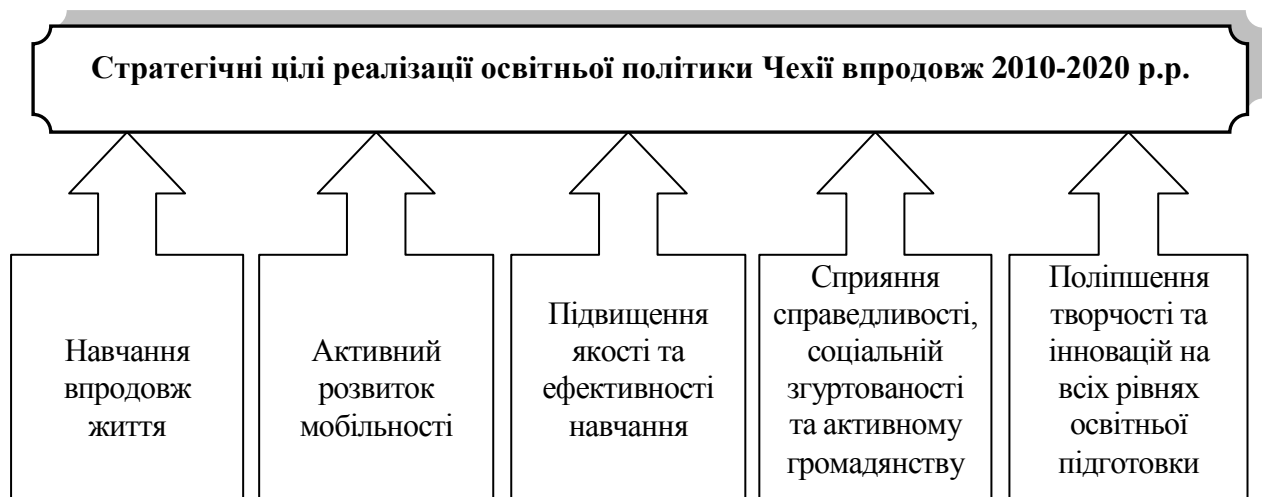 Стратегічні цілі реалізації освітньої політики Чехії впродовж 2010-2020 р.р.
Навчання
впродовж
життя
Активний
розвиток
мобільності
Підвищення
якості та
ефективності
навчання
Сприяння
справедливості,
соціальній
згуртованості
та активному
громадянству
Поліпшення
творчості та
інновацій на
всіх рівнях
освітньої
підготовки